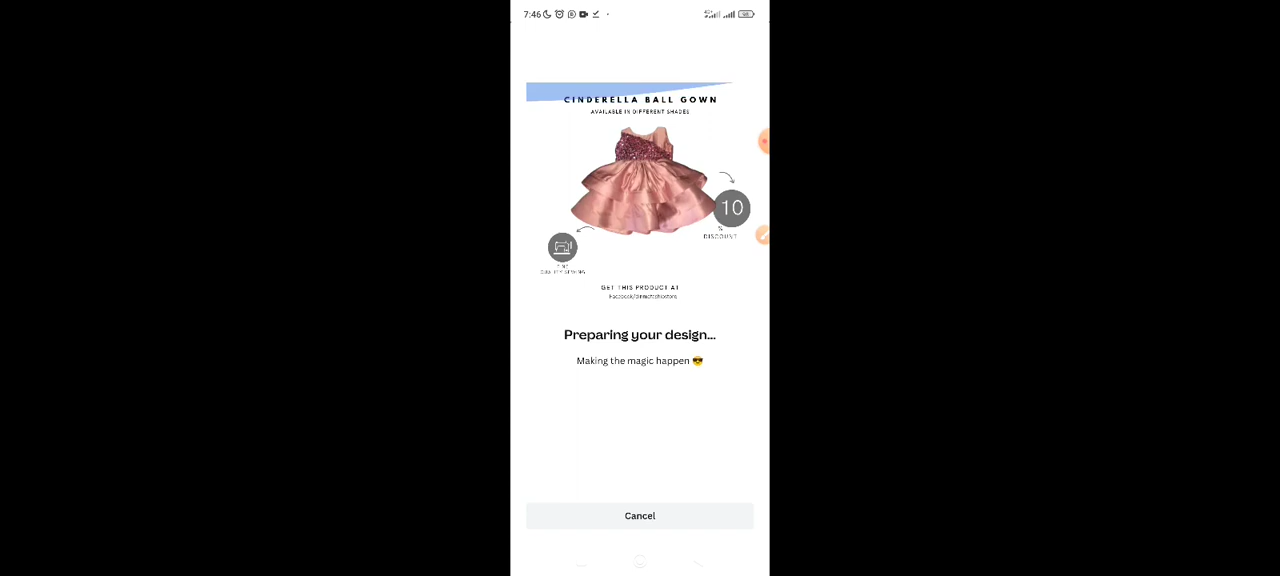 7:46
CINDERELLA BALL GOWN
AVAILABLE IN DIFFERENT SHADES
10
%
DISCOUNT
GET THIS PRODUCT AT
Preparing your design...
Making the magic happen 😎
Cancel